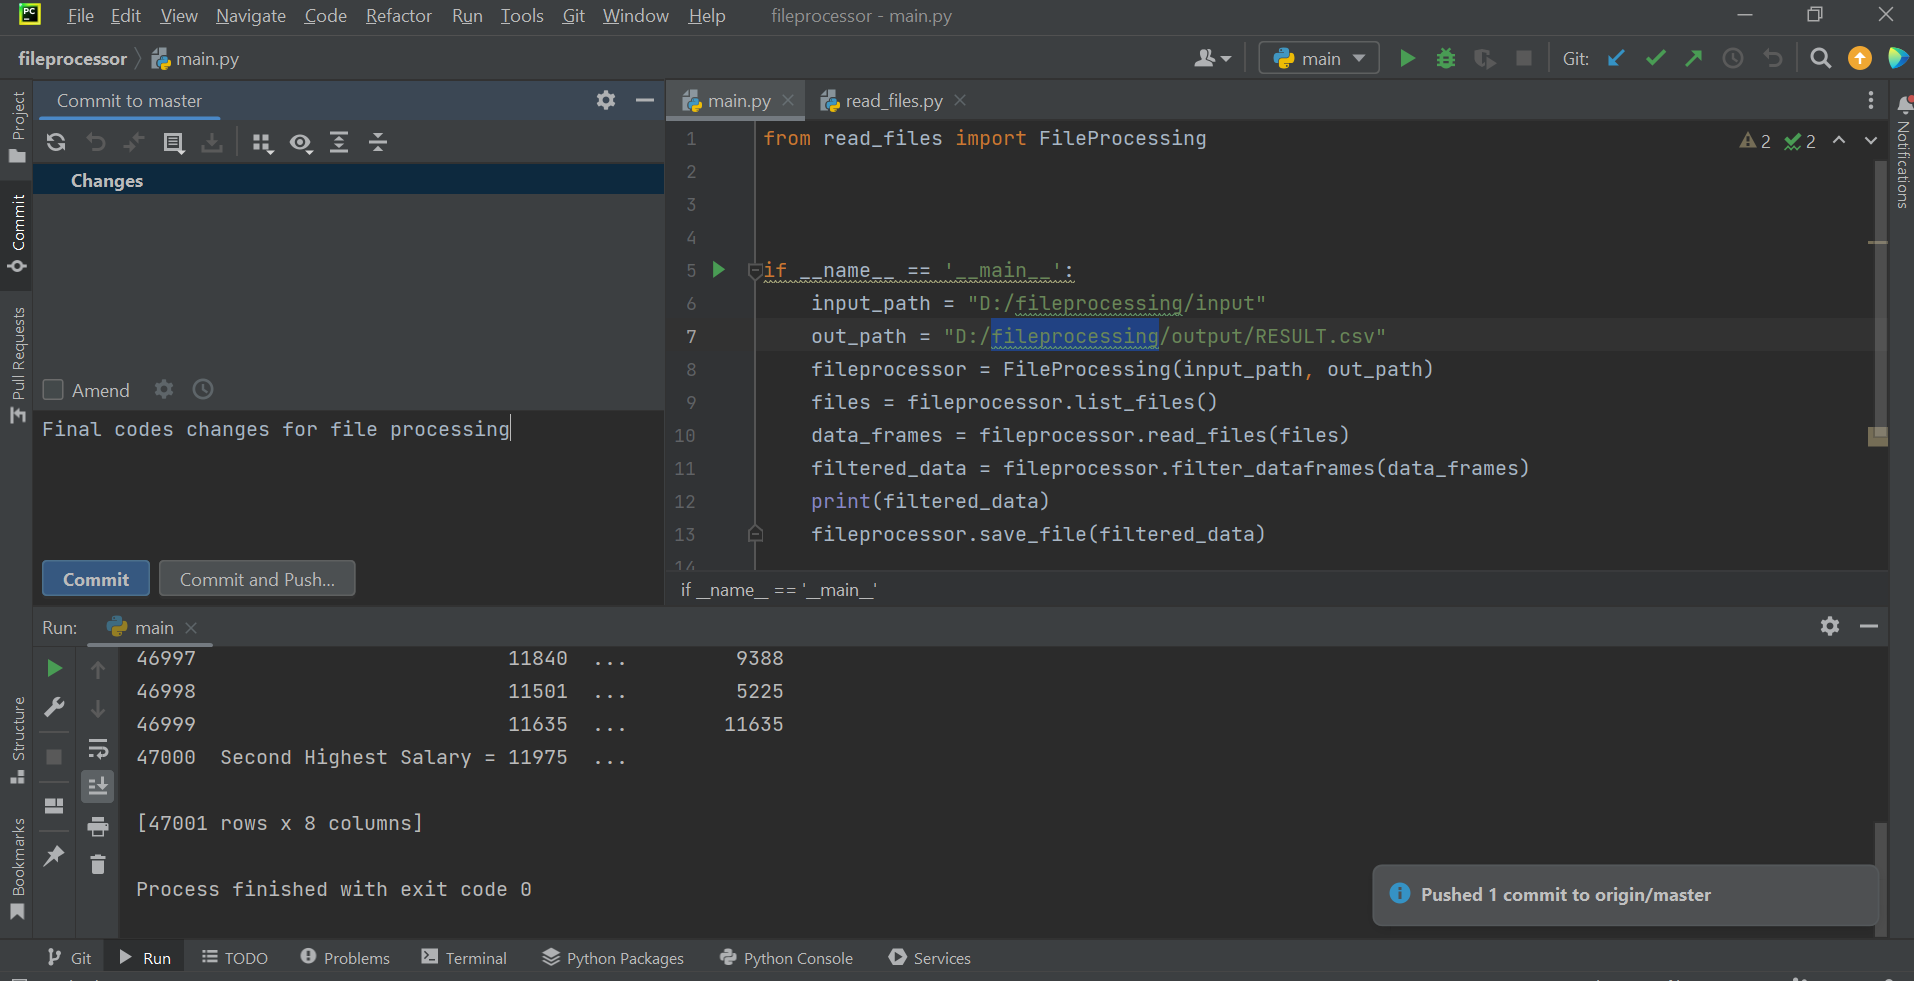 PC File Edit View Navigate Code Refactor Run Tools Git Window Help fileprocessor - main.py
fileprocessor main.py main Git:
Project
Commit
Pull Requests
Structure
Bookmarks
Commit to master
Changes
Amend
Final codes changes for file processing
Commit Commit and Push...
main.py read_files.py
Notifications
2 2
1 from read_files import FileProcessing
2
3
4
5 if __name__ == '__main__':
6 input_path = "D:/fileprocessing/input"
7 out_path = "D:/fileprocessing/output/RESULT.csv"
8 fileprocessor = FileProcessing(input_path, out_path)
9 files = fileprocessor.list_files()
10 data_frames = fileprocessor.read_files(files)
11 filtered_data = fileprocessor.filter_dataframes(data_frames)
12 print(filtered_data)
13 fileprocessor.save_file(filtered_data)
14
if __name__ == '__main__'
Run: main
46997 11840 ... 9388
46998 11501 ... 5225
46999 11635 ... 11635
47000 Second Highest Salary = 11975 ...
[47001 rows x 8 columns]
Process finished with exit code 0
Pushed 1 commit to origin/master
Git Run TODO Problems Terminal Python Packages Python Console Services